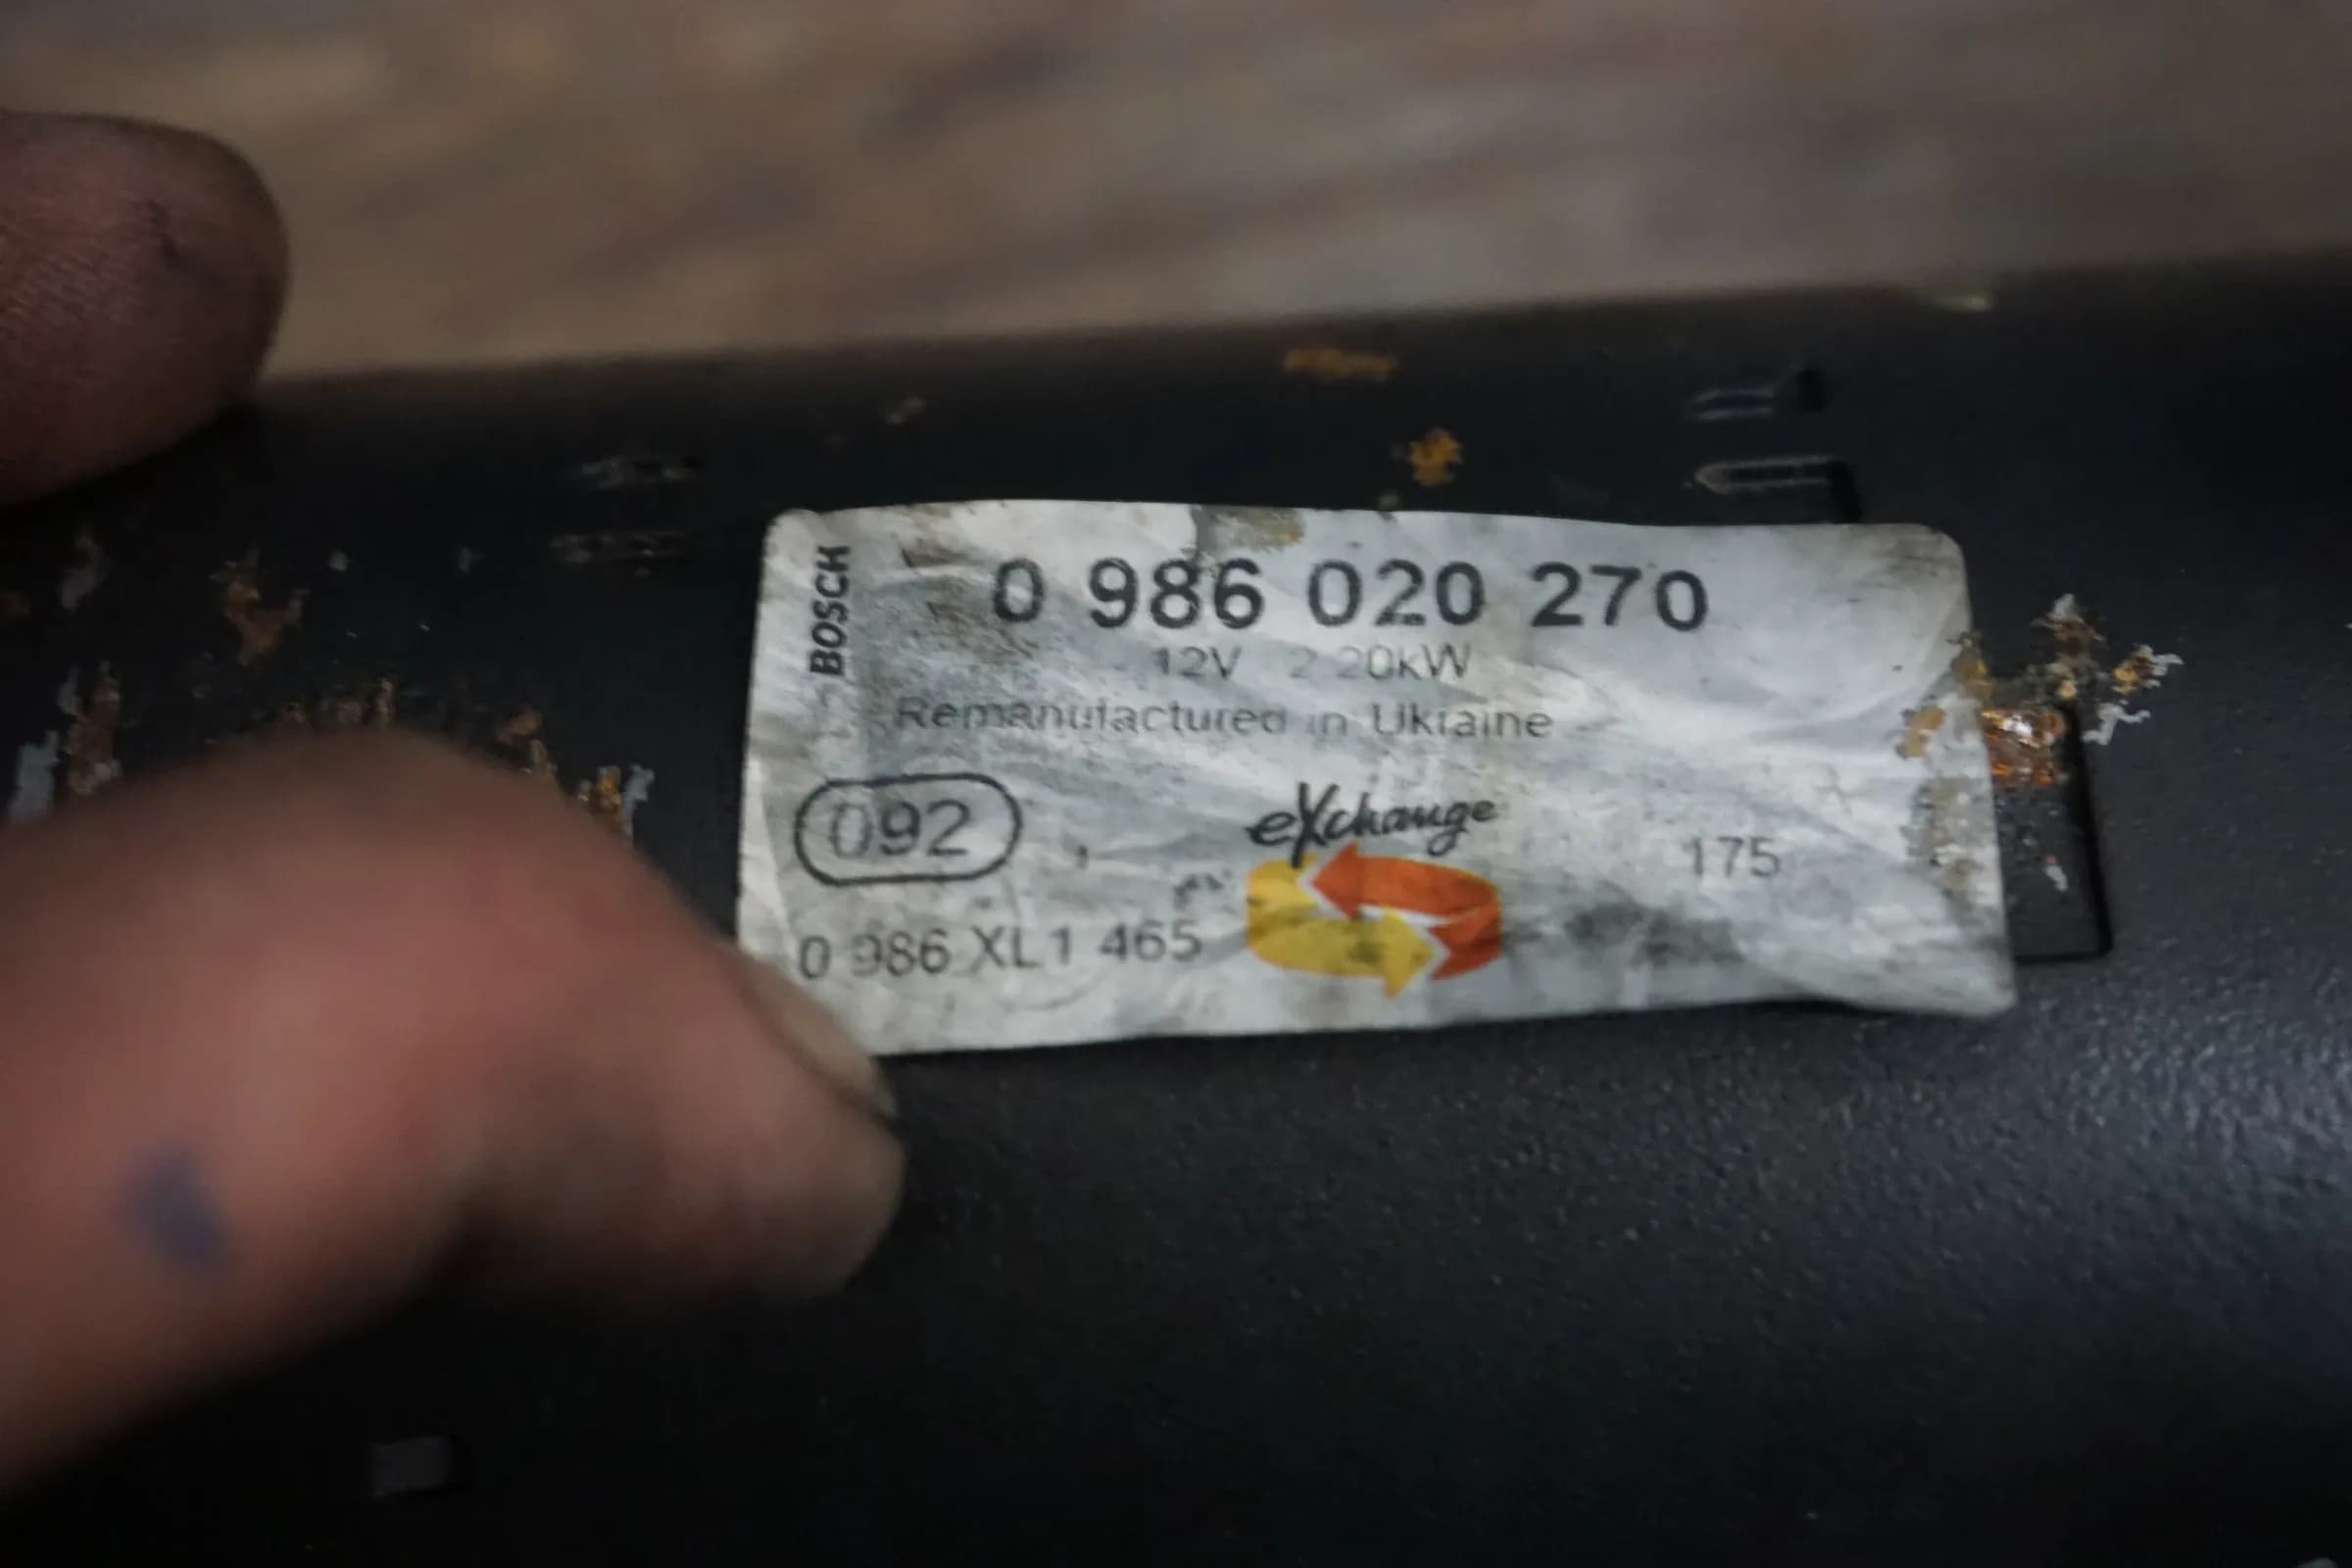 BOSCH
0 986 020 270
12V 2.20kW
Remanufactured in Ukraine
092
eXchange
175
0 986 XL1 465